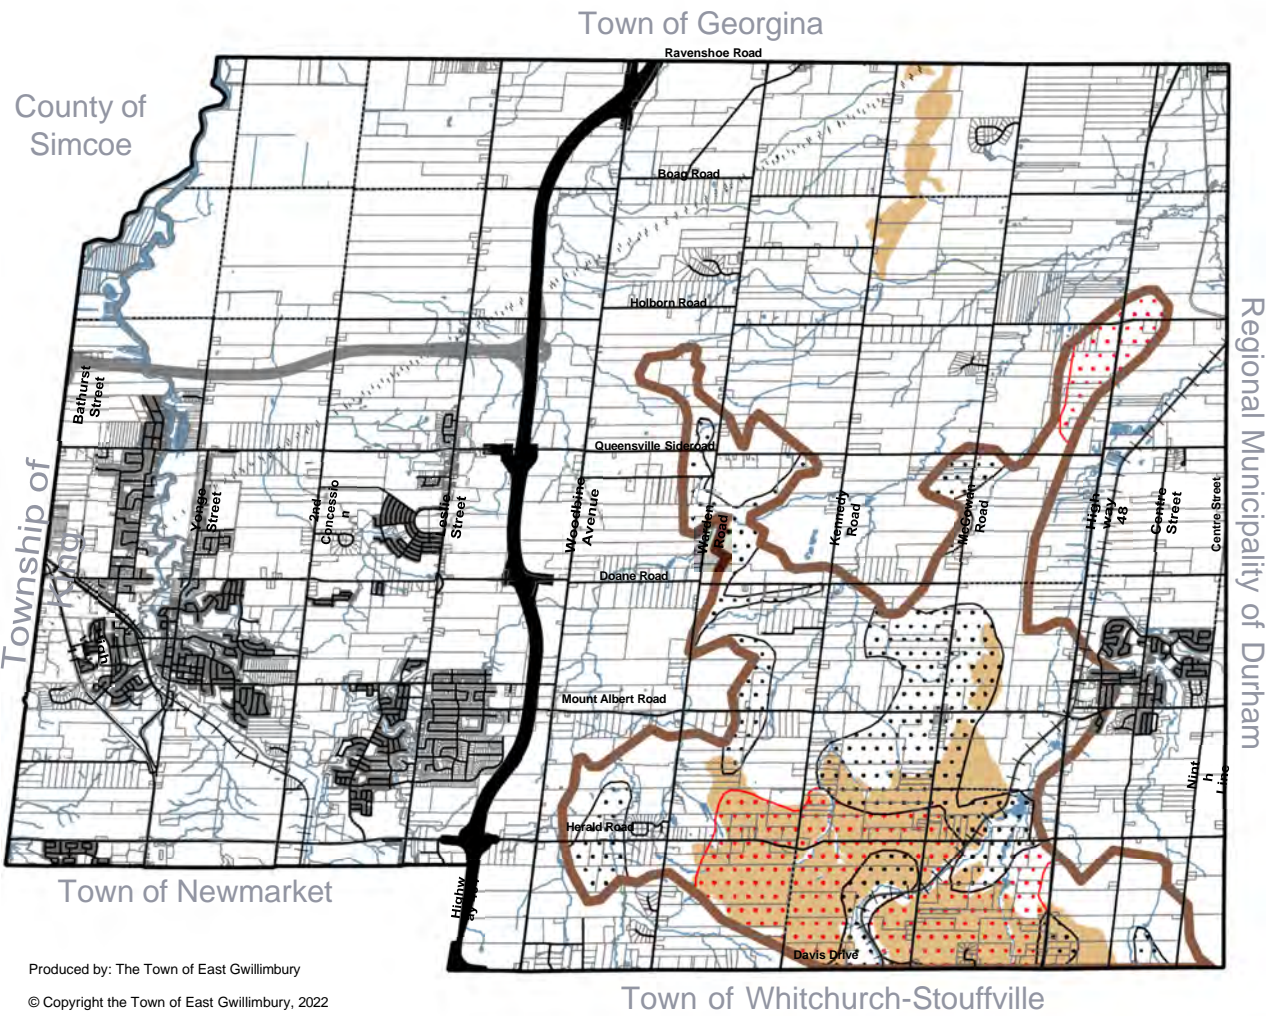 Town of Georgina
Ravenshoe Road
County of
Simcoe
Boag Road
Holborn Road
Regional Municipality of Durham
Bathurst
Street
Queensville Sideroad
Township of
King
Yonge
Street
2nd
Concessio
n
Leslie
Street
Woodbine
Avenue
Warden
Road
Kennedy
Road
McCowan
Road
High
way
48
Centre
Street
Centre Street
Doane Road
Mount Albert Road
Nint
h
Line
Herald Road
Town of Newmarket
Highw
Davis Drive
Produced by: The Town of East Gwillimbury
© Copyright the Town of East Gwillimbury, 2022
Town of Whitchurch-Stouffville